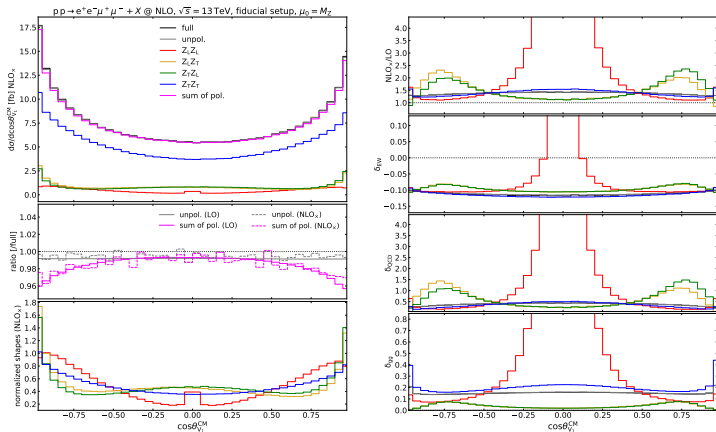 pp→e⁺e⁻μ⁺μ⁻ + X @ NLO, √s = 13 TeV, fiducial setup, μ₀ = M_Z
full
unpol.
Z_L Z_L
Z_L Z_T
Z_T Z_L
Z_T Z_T
sum of pol.
dσ/dcosθ^CM_V₁ [fb] NLO×
17.5
15.0
12.5
10.0
7.5
5.0
2.5
0.0
unpol. (LO)
sum of pol. (LO)
unpol. (NLO×)
sum of pol. (NLO×)
ratio [/full]
1.04
1.02
1.00
0.98
0.96
normalized shapes (NLO×)
1.8
1.6
1.4
1.2
1.0
0.8
0.6
0.4
0.2
−0.75 −0.50 −0.25 0.00 0.25 0.50 0.75
cosθ^CM_V₁
NLO×/LO
4.0
3.5
3.0
2.5
2.0
1.5
1.0
δ_EW
0.10
0.05
0.00
−0.05
−0.10
−0.15
δ_QCD
4.0
3.5
3.0
2.5
2.0
1.5
1.0
0.5
δ_gg
0.8
0.7
0.6
0.5
0.4
0.3
0.2
0.1
0.0
−0.75 −0.50 −0.25 0.00 0.25 0.50 0.75
cosθ^CM_V₁